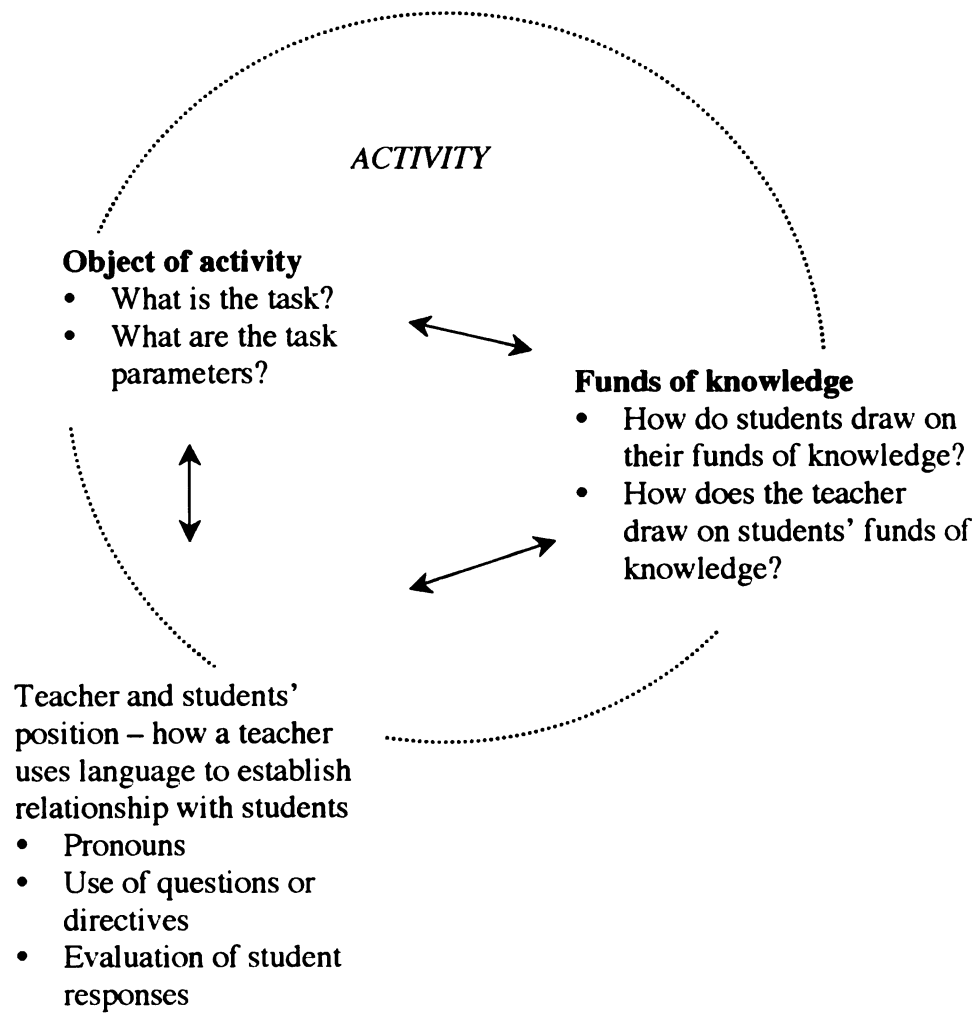 ACTIVITY
Object of activity
• What is the task?
• What are the task
parameters?
Funds of knowledge
• How do students draw on
their funds of knowledge?
• How does the teacher
draw on students’ funds of
knowledge?
Teacher and students’
position – how a teacher
uses language to establish
relationship with students
• Pronouns
• Use of questions or
directives
• Evaluation of student
responses